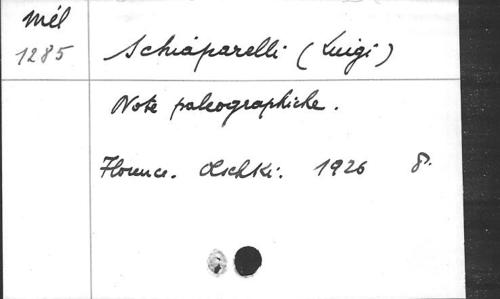 Mél
1285
Schiaparelli (Luigi)
Note paleographiche.
Florence. Olschki. 1926 8°.